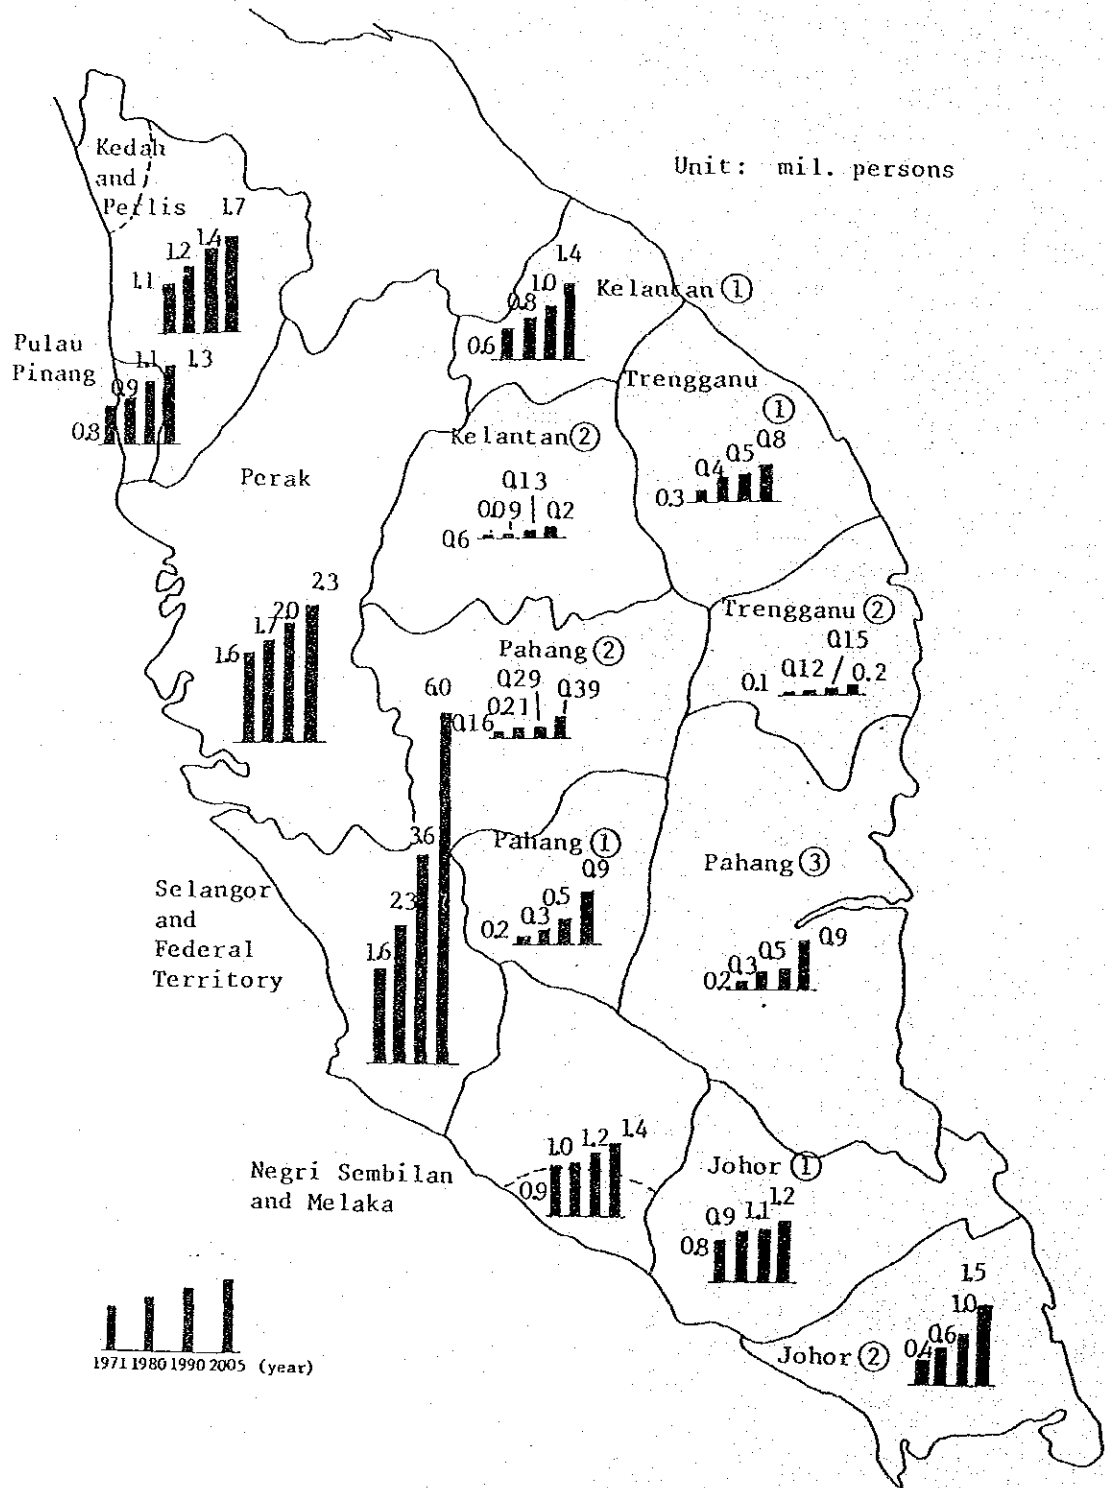 Unit: mil. persons
Kedah
and
Perlis
1.7
1.4
1.2
1.1
Pulau
Pinang
1.3
1.1
0.9
0.8
1.4
1.0
0.8
0.6
Kelantan ①
Trengganu
①
0.8
0.5
0.4
0.3
Kelantan ②
0.13
0.09
0.2
0.6
Perak
2.3
2.0
1.7
1.6
Trengganu ②
0.15
0.12
0.2
0.1
Pahang ②
0.29
0.39
0.21
0.16
6.0
3.6
2.3
1.6
Selangor
and
Federal
Territory
Pahang ①
0.9
0.5
0.3
0.2
Pahang ③
0.9
0.5
0.3
0.2
Negri Sembilan
and Melaka
1.4
1.2
1.0
0.9
Johor ①
1.2
1.1
0.9
0.8
Johor ②
1.5
1.0
0.6
0.4
1971 1980 1990 2005 (year)